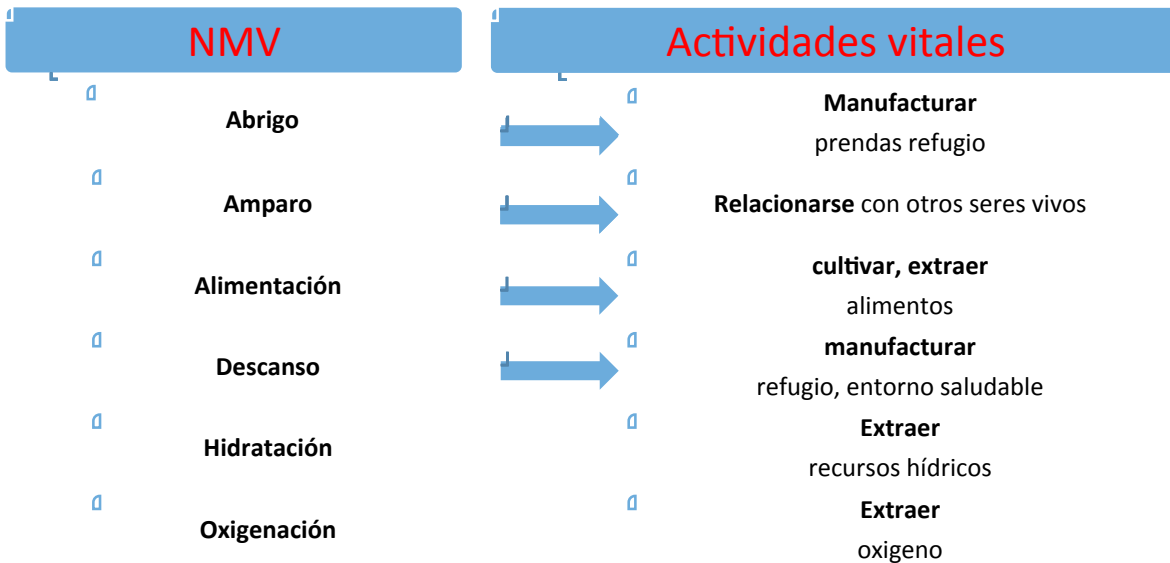 NMV
Actividades vitales
Abrigo
Manufacturar
prendas refugio
Amparo
Relacionarse con otros seres vivos
Alimentación
cultivar, extraer
alimentos
Descanso
manufacturar
refugio, entorno saludable
Hidratación
Extraer
recursos hídricos
Oxigenación
Extraer
oxigeno